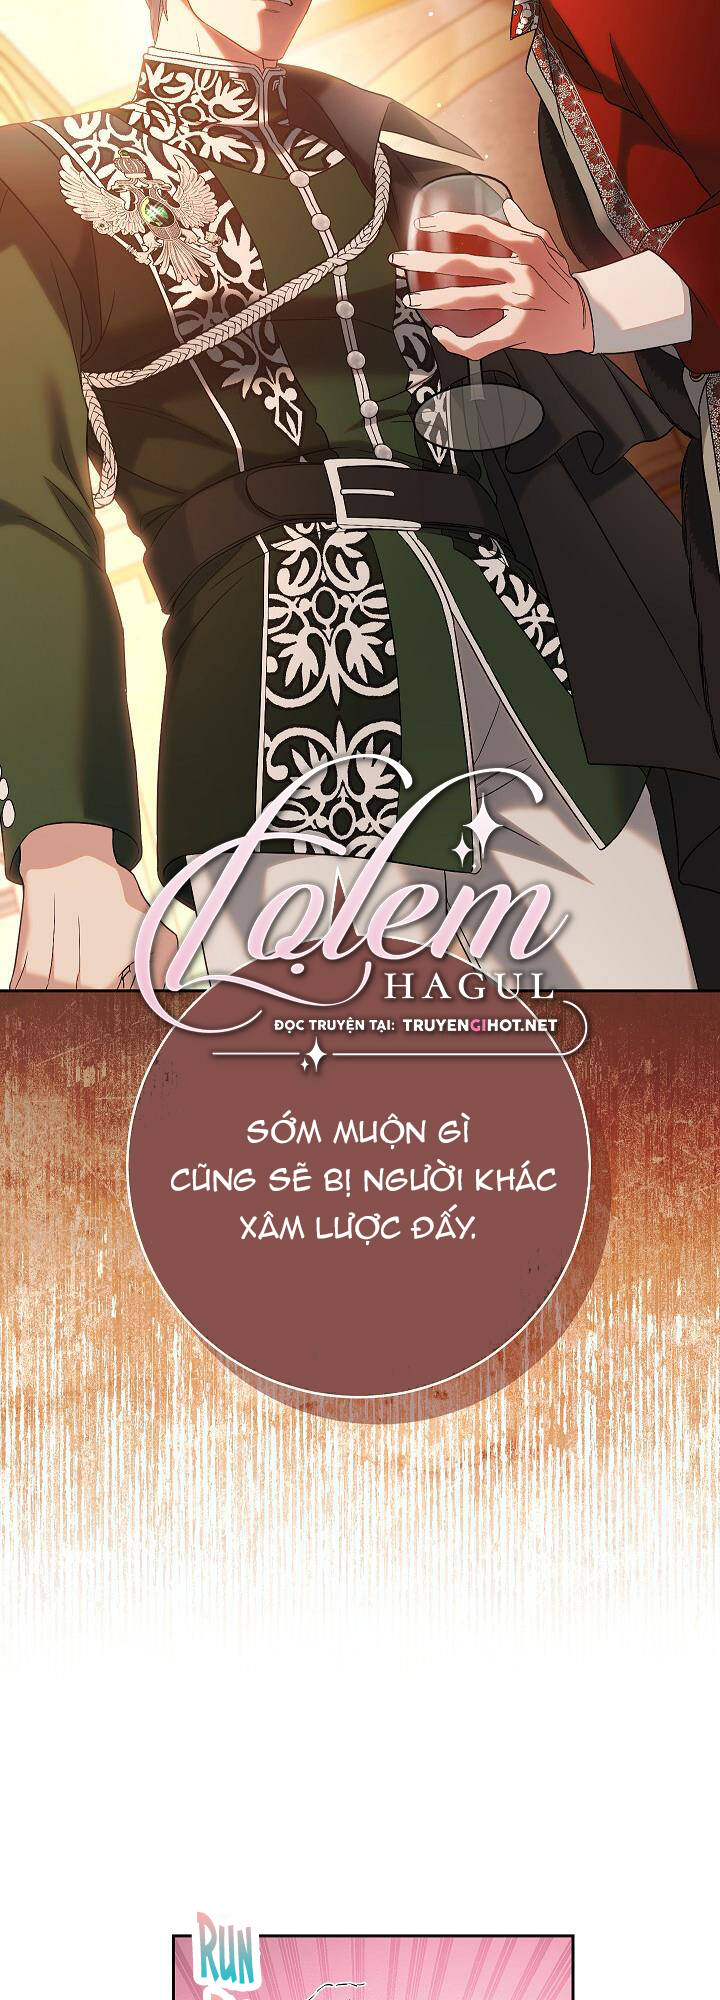 Lọlem
HAGUL
ĐỌC TRUYỆN TẠI: TRUYENGIHOT.NET
SỚM MUỘN GÌ
CŨNG SẼ BỊ NGƯỜI KHÁC
XÂM LƯỢC ĐẤY.
RUN